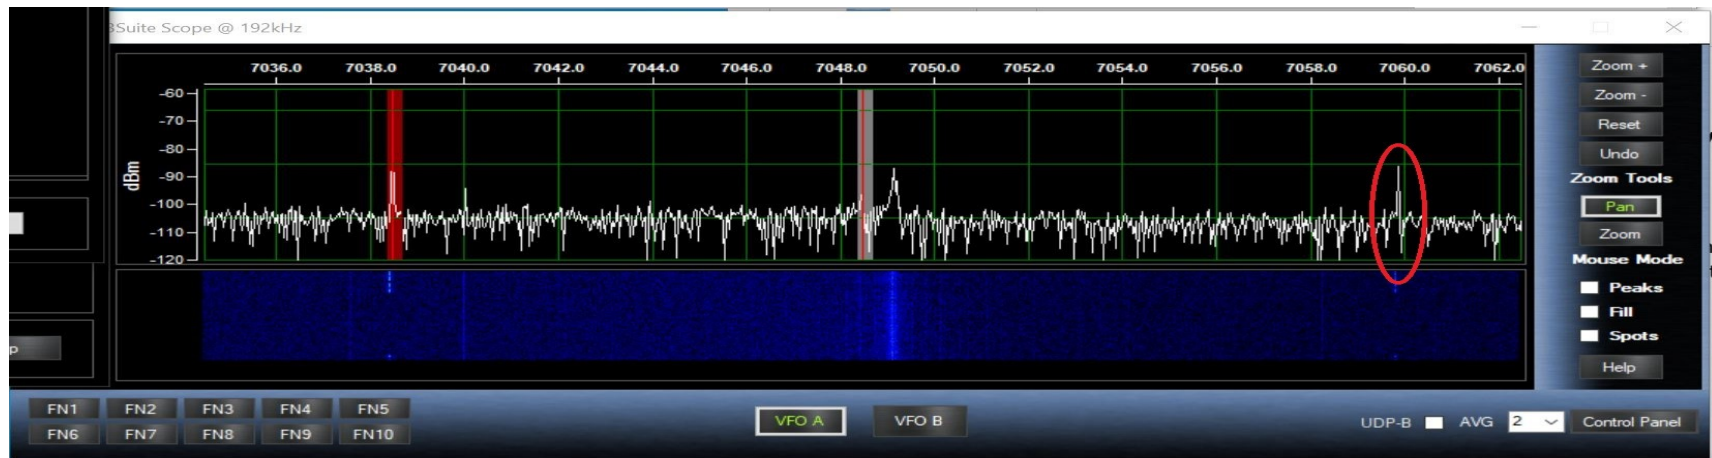 BSuite Scope @ 192kHz
7036.0 7038.0 7040.0 7042.0 7044.0 7046.0 7048.0 7050.0 7052.0 7054.0 7056.0 7058.0 7060.0 7062.0
dBm
-60
-70
-80
-90
-100
-110
-120
Zoom +
Zoom -
Reset
Undo
Zoom Tools
Pan
Zoom
Mouse Mode
Peaks
Fill
Spots
Help
p
FN1 FN2 FN3 FN4 FN5
FN6 FN7 FN8 FN9 FN10
VFO A VFO B
UDP-B AVG 2 Control Panel